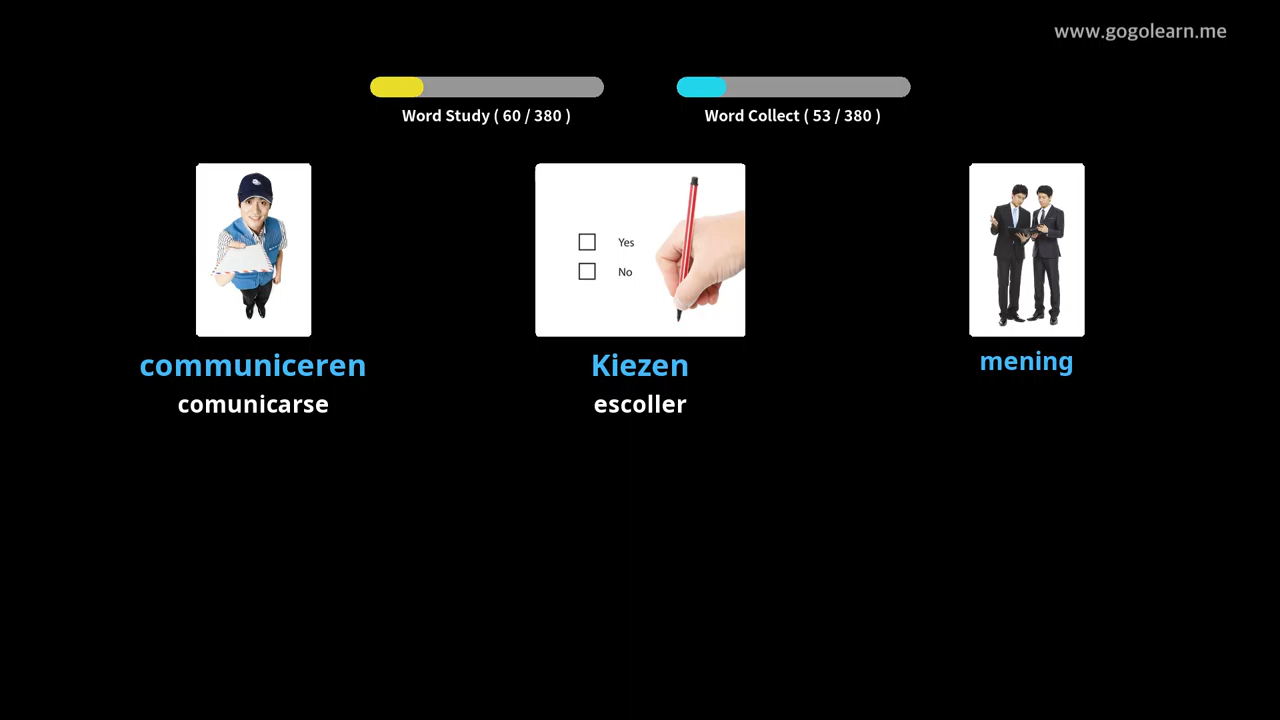 www.gogolearn.me
Word Study ( 60 / 380 )
Word Collect ( 53 / 380 )
Yes
No
communiceren
Kiezen
mening
comunicarse
escoller